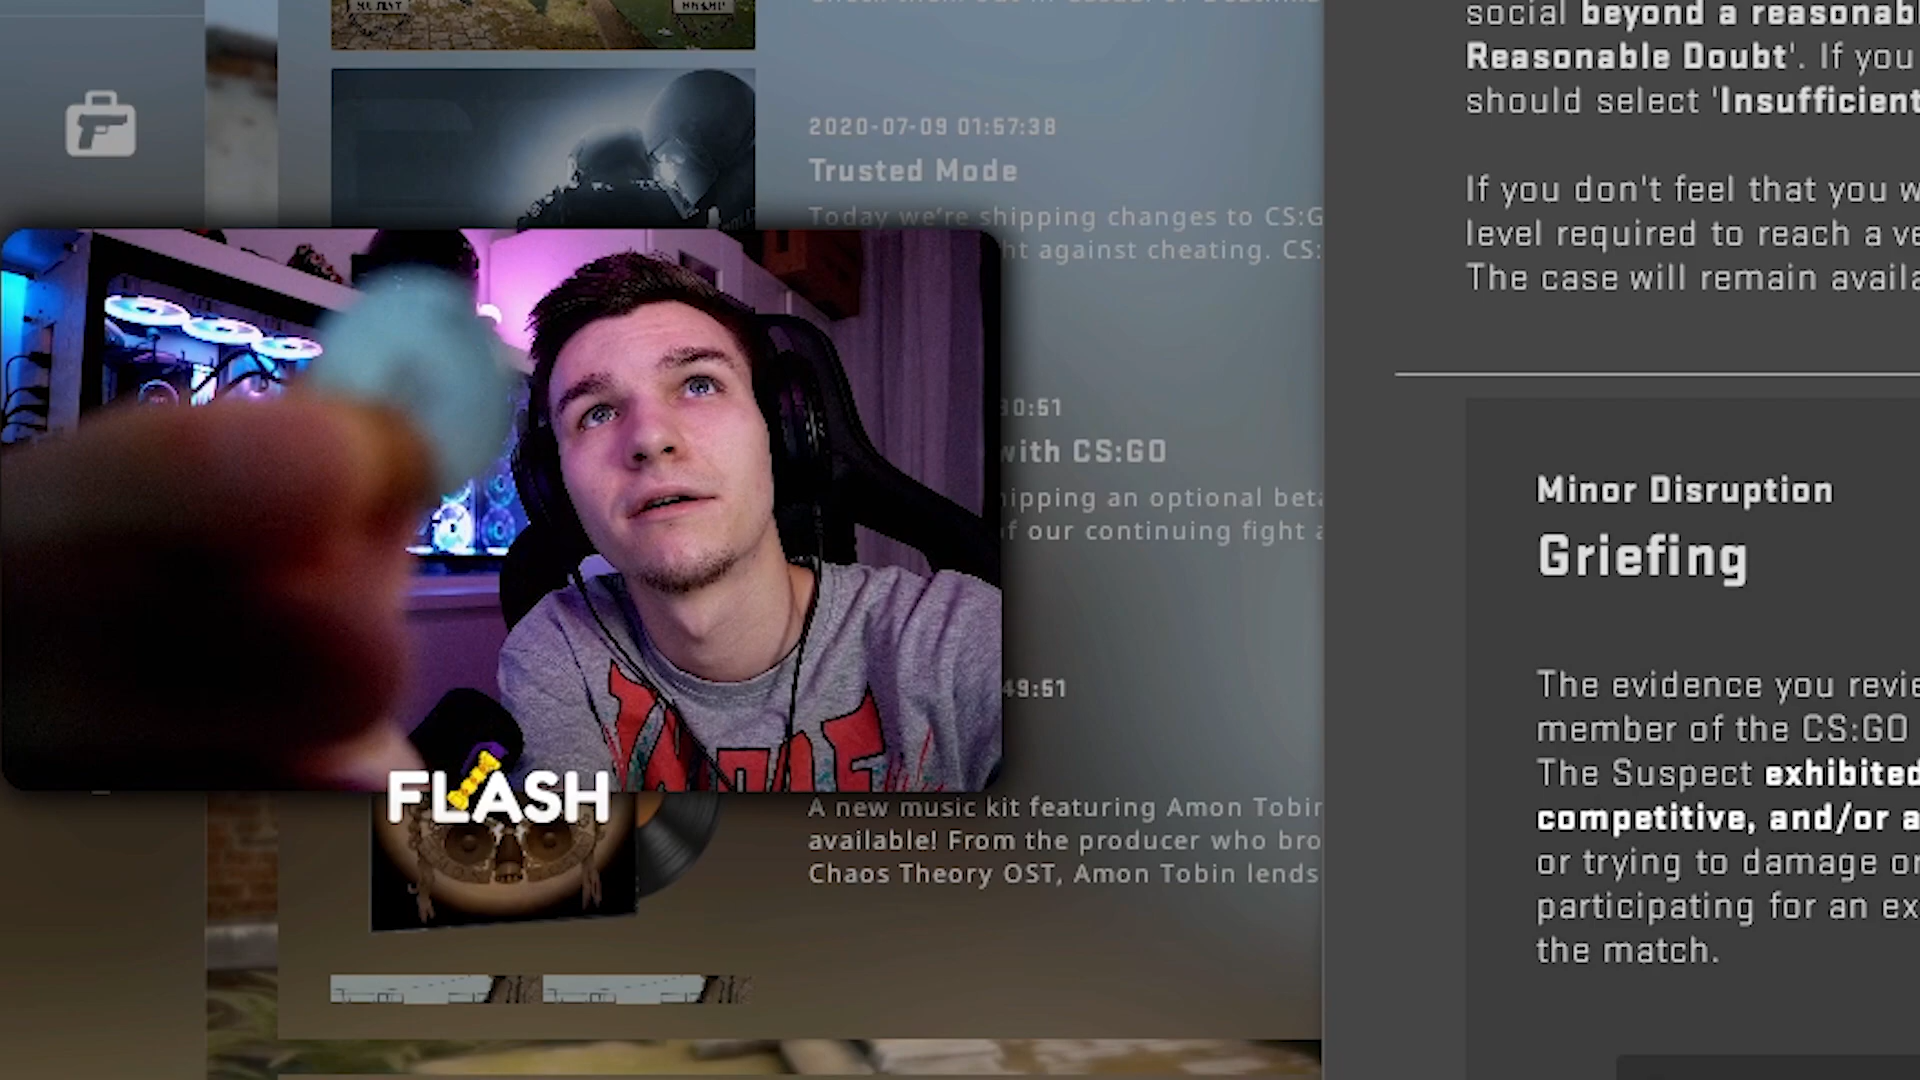 2020-07-09 01:57:38
Trusted Mode
Today we're shipping changes to CS:G
ht against cheating. CS:
30:51
with CS:GO
hipping an optional beta
of our continuing fight a
49:51
A new music kit featuring Amon Tobin
available! From the producer who bro
Chaos Theory OST, Amon Tobin lends
FLASH
social beyond a reasonabl
Reasonable Doubt'. If you
should select 'Insufficient
If you don't feel that you w
level required to reach a ve
The case will remain availa
Minor Disruption
Griefing
The evidence you revie
member of the CS:GO
The Suspect exhibited
competitive, and/or a
or trying to damage or
participating for an ex
the match.